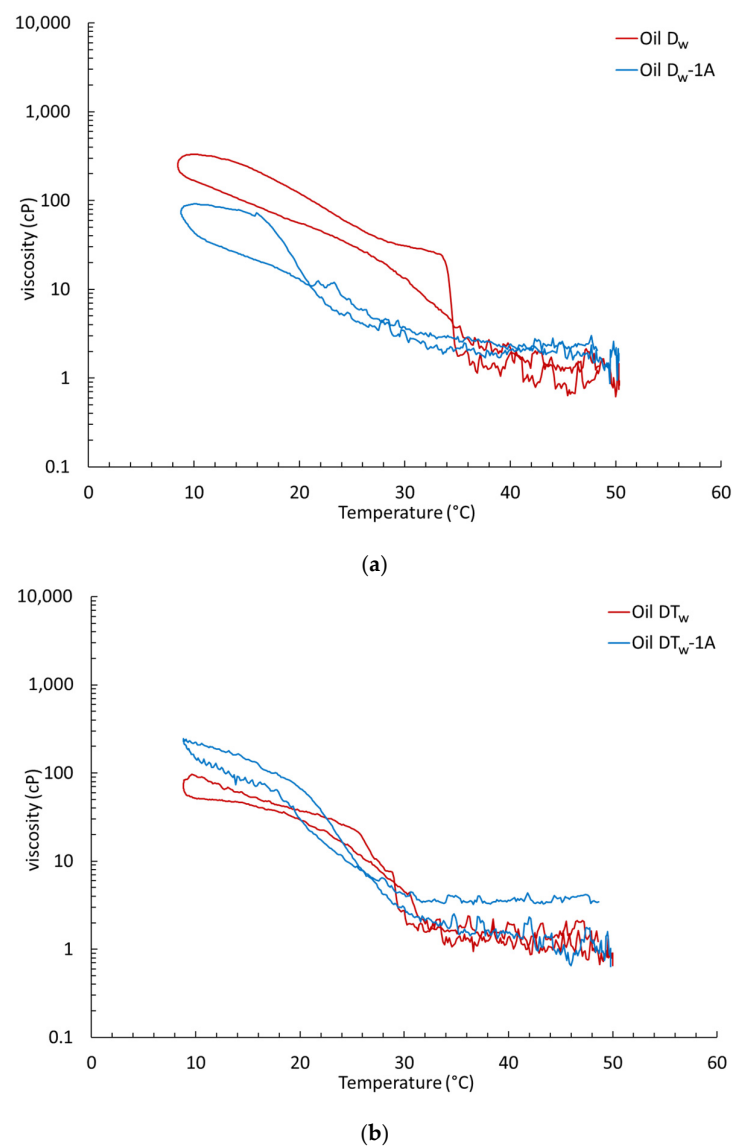 10,000
1,000
100
10
1
0.1
viscosity (cP)
Oil Dw
Oil Dw-1A
0 10 20 30 40 50 60
Temperature (°C)
(a)
10,000
1,000
100
10
1
0.1
viscosity (cP)
Oil DTw
Oil DTw-1A
0 10 20 30 40 50 60
Temperature (°C)
(b)